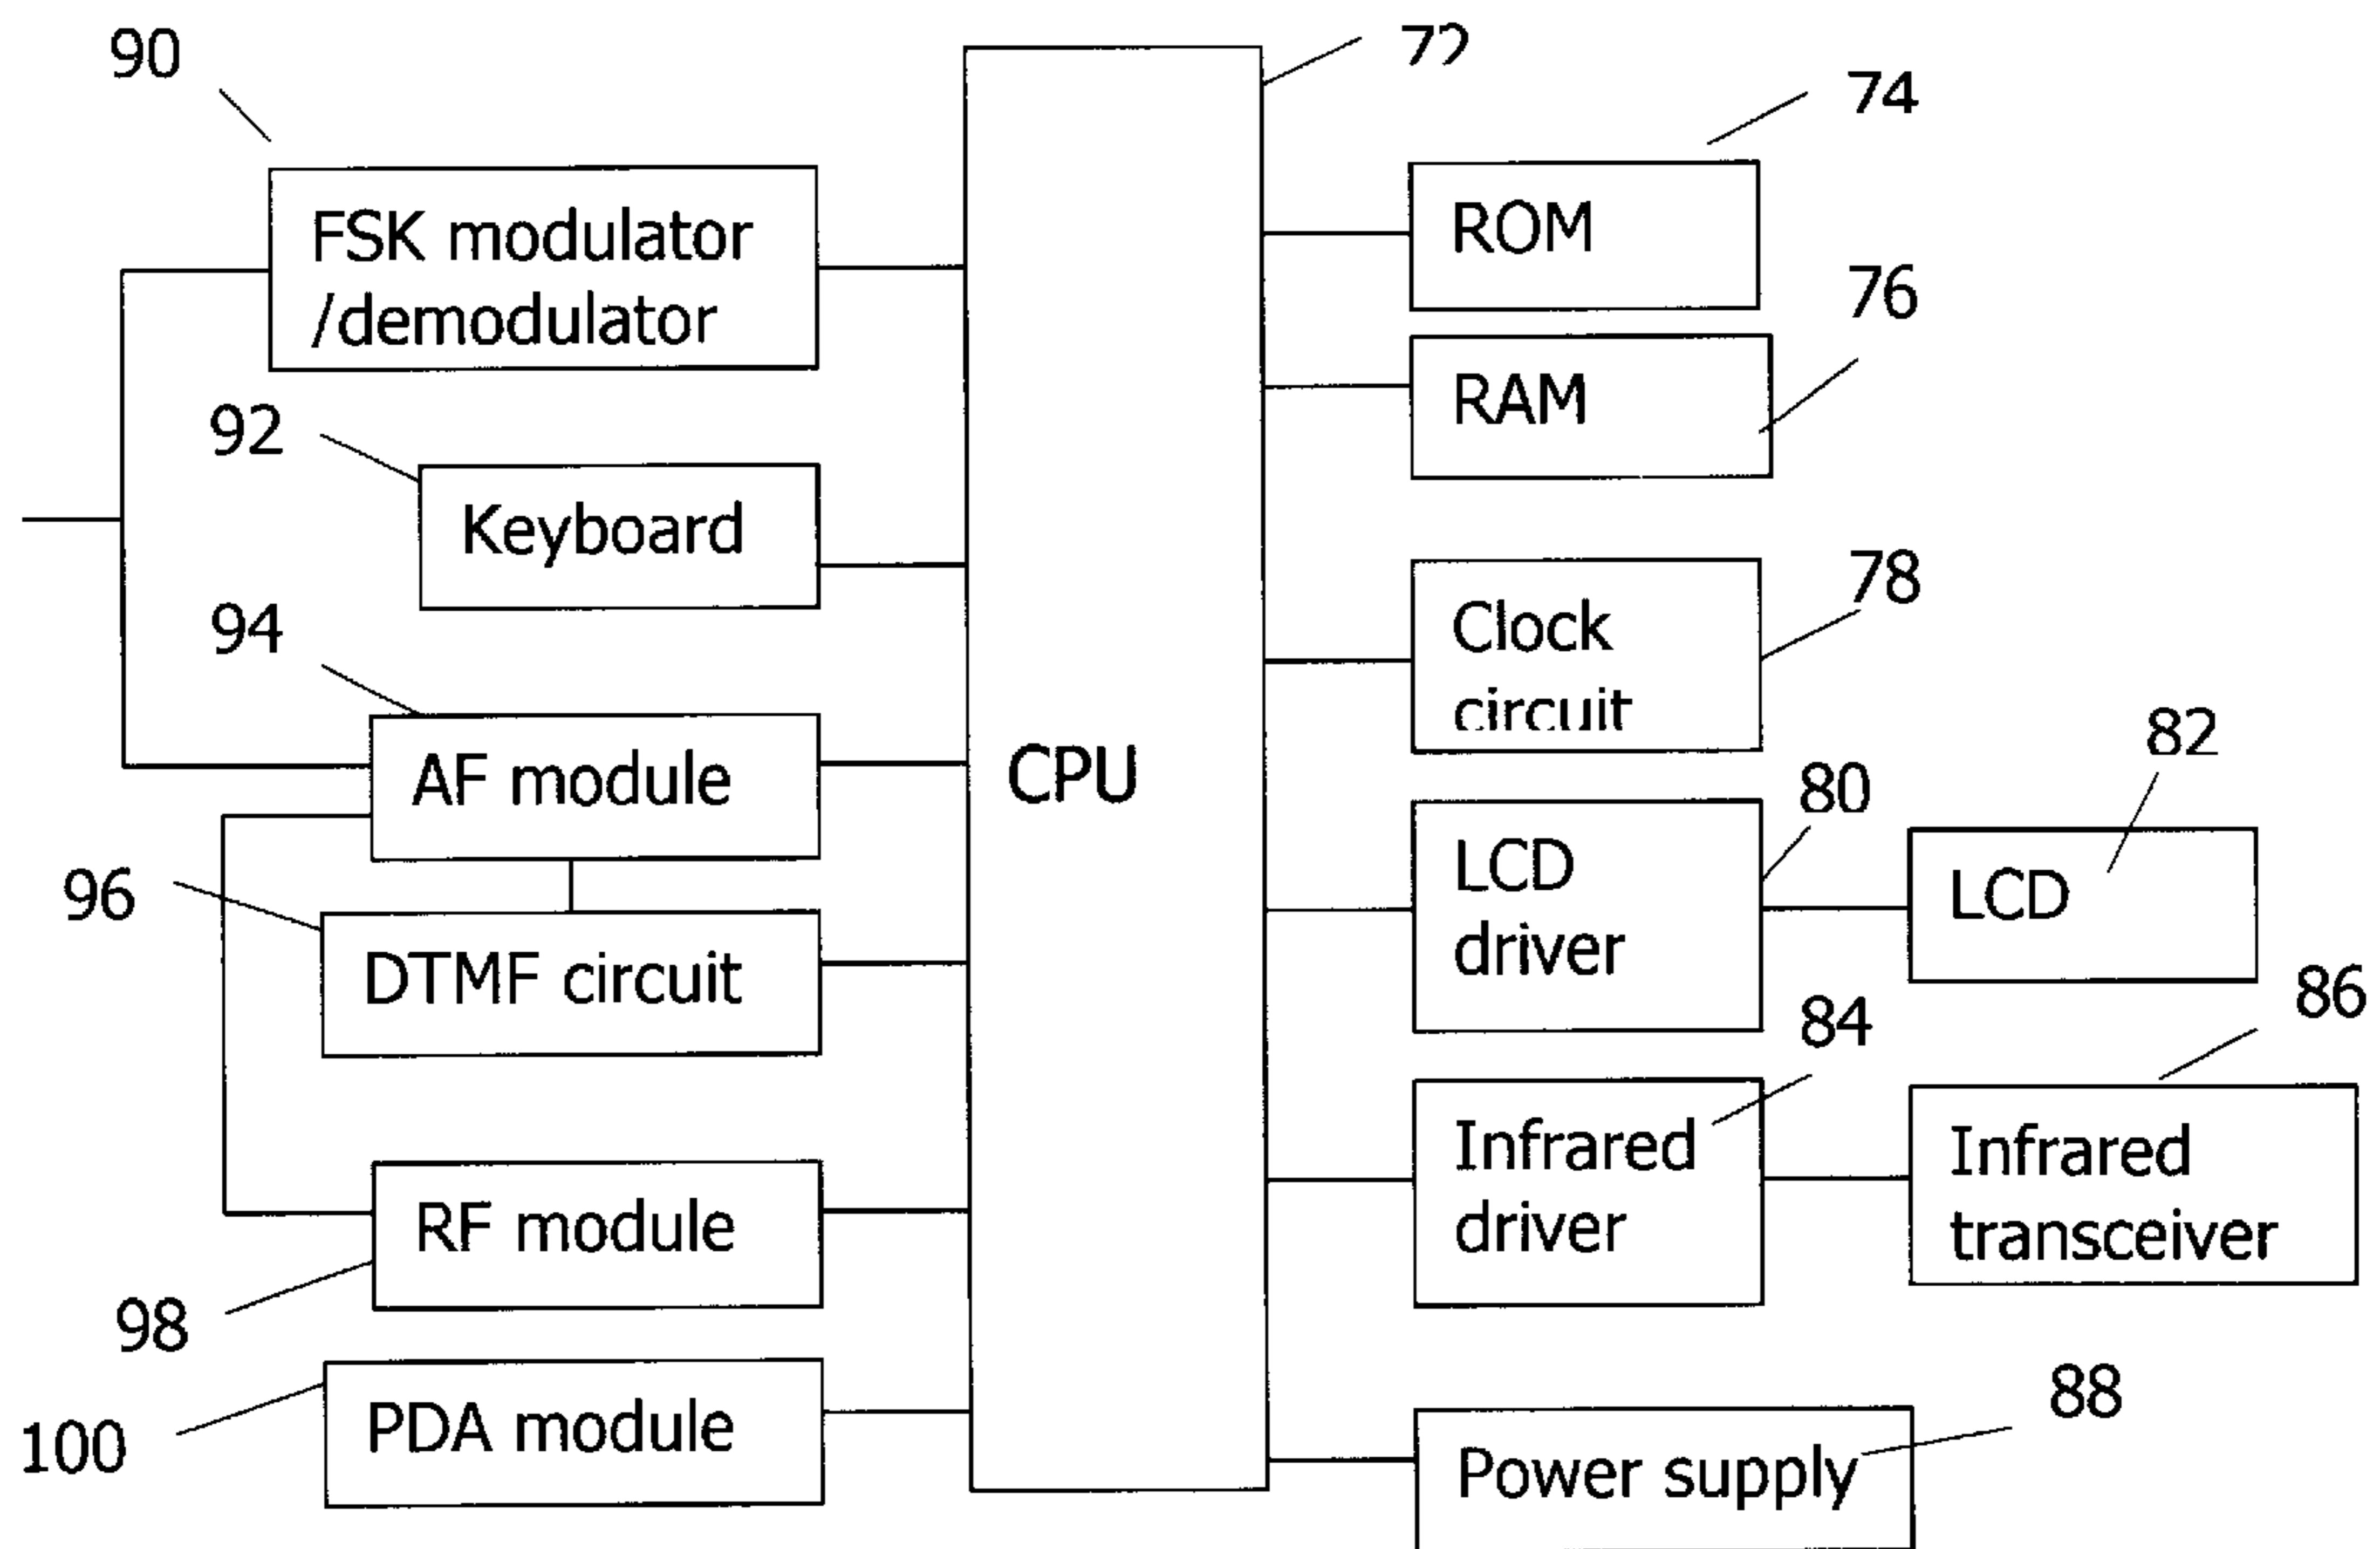 90
72
74
FSK modulator
/demodulator
ROM
76
92
RAM
Keyboard
78
94
Clock
circuit
82
AF module
CPU
80
96
LCD
driver
LCD
DTMF circuit
86
84
Infrared
driver
Infrared
transceiver
RF module
98
88
100
PDA module
Power supply